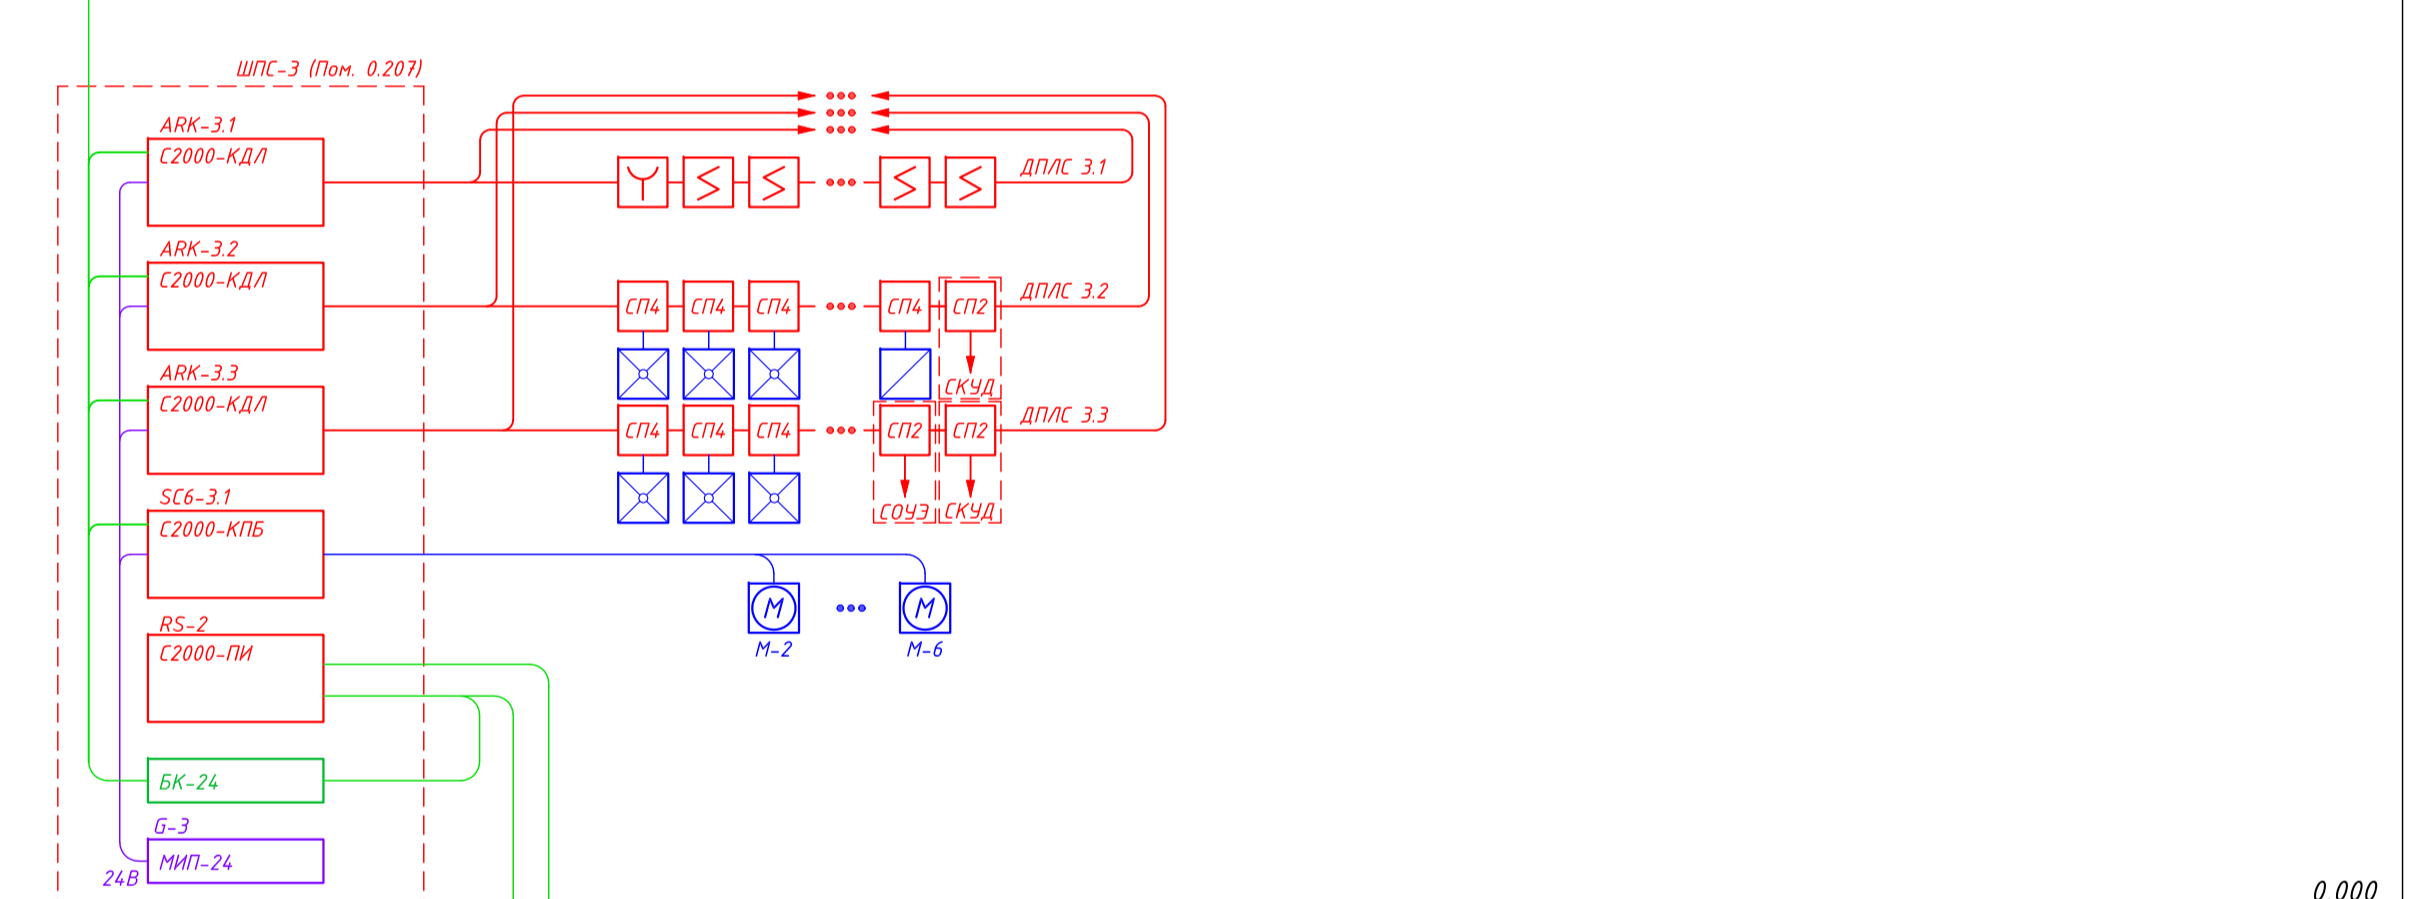 ШПС-3 (Пом. 0.207)
ARK-3.1
С2000-КДЛ
ДПЛС 3.1
ARK-3.2
С2000-КДЛ
СП4 СП4 СП4 СП4 СП2
ДПЛС 3.2
СКУД
ARK-3.3
С2000-КДЛ
СП4 СП4 СП4 СП2 СП2
ДПЛС 3.3
СОУЭ СКУД
SC6-3.1
С2000-КПБ
М М
М-2 М-6
RS-2
С2000-ПИ
БК-24
G-3
МИП-24
24В
0.000